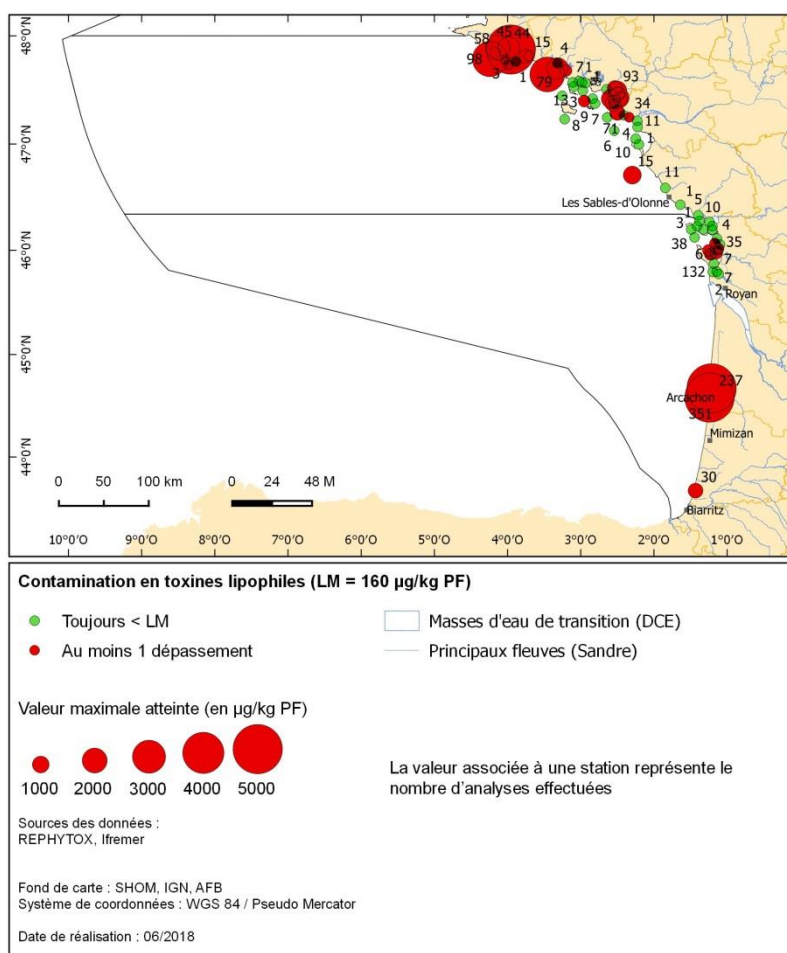 48°0'N
47°0'N
46°0'N
45°0'N
44°0'N
58 45 44
15
4
98
3
1
79
71
1
93
133
9
7
34
8
71
4
11
6
10
1
15
11
1
Les Sables-d'Olonne
5
1
10
3
4
38
35
6
7
132
7
2
Royan
237
Arcachon
351
Mimizan
30
Biarritz
0 50 100 km
0 24 48 M
10°0'O 9°0'O 8°0'O 7°0'O 6°0'O 5°0'O 4°0'O 3°0'O 2°0'O 1°0'O
Contamination en toxines lipophiles (LM = 160 µg/kg PF)
Toujours < LM
Au moins 1 dépassement
Masses d'eau de transition (DCE)
Principaux fleuves (Sandre)
Valeur maximale atteinte (en µg/kg PF)
1000 2000 3000 4000 5000
La valeur associée à une station représente le
nombre d'analyses effectuées
Sources des données :
REPHYTOX, Ifremer
Fond de carte : SHOM, IGN, AFB
Système de coordonnées : WGS 84 / Pseudo Mercator
Date de réalisation : 06/2018